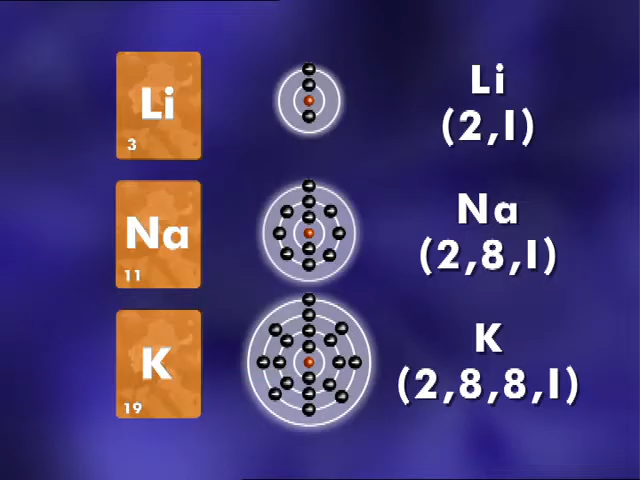 Li
3
Li
(2,1)
Na
11
Na
(2,8,1)
K
19
K
(2,8,8,1)